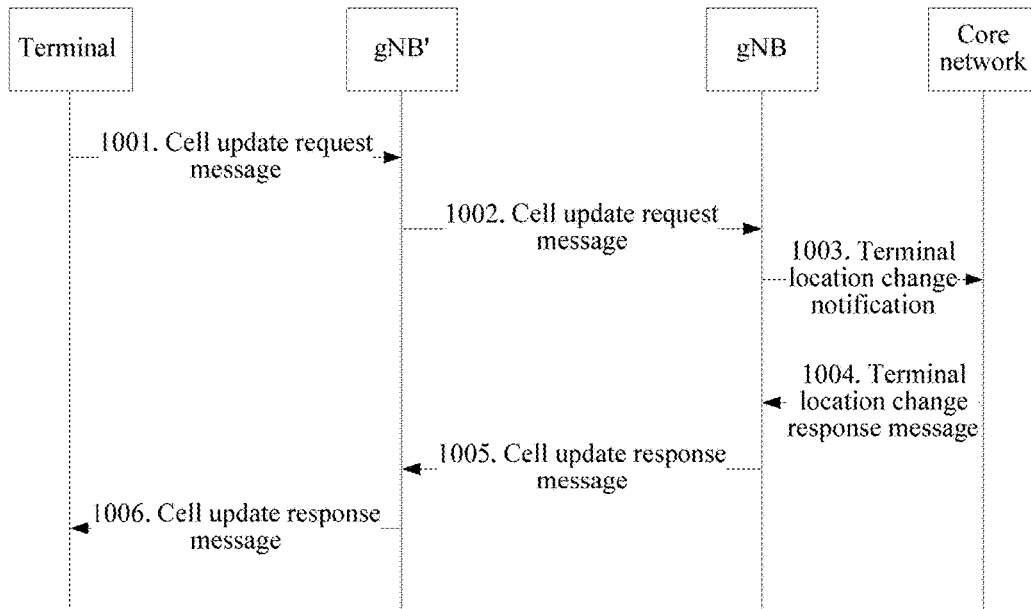 Terminal
gNB'
gNB
Core
network
1001. Cell update request
message
1002. Cell update request
message
1003. Terminal
location change
notification
1004. Terminal
location change
response message
1005. Cell update response
message
1006. Cell update response
message